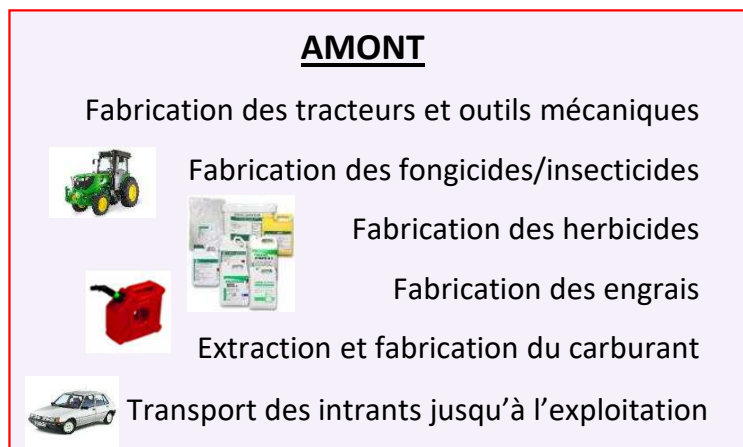 AMONT
Fabrication des tracteurs et outils mécaniques
Fabrication des fongicides/insecticides
Fabrication des herbicides
Fabrication des engrais
Extraction et fabrication du carburant
Transport des intrants jusqu’à l’exploitation